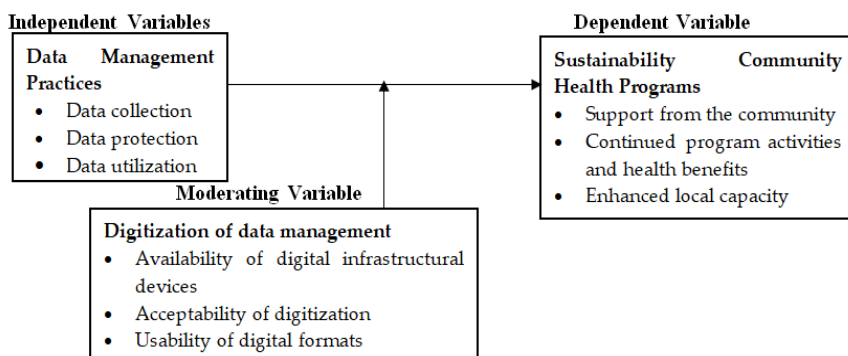 Independent Variables
Data Management
Practices
• Data collection
• Data protection
• Data utilization
Dependent Variable
Sustainability Community
Health Programs
• Support from the community
• Continued program activities
and health benefits
• Enhanced local capacity
Moderating Variable
Digitization of data management
• Availability of digital infrastructural
devices
• Acceptability of digitization
• Usability of digital formats